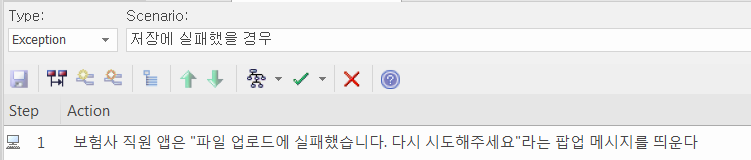 Type: Scenario:
Exception 저장에 실패했을 경우
Step Action
1 보험사 직원 앱은 "파일 업로드에 실패했습니다. 다시 시도해주세요"라는 팝업 메시지를 띄운다